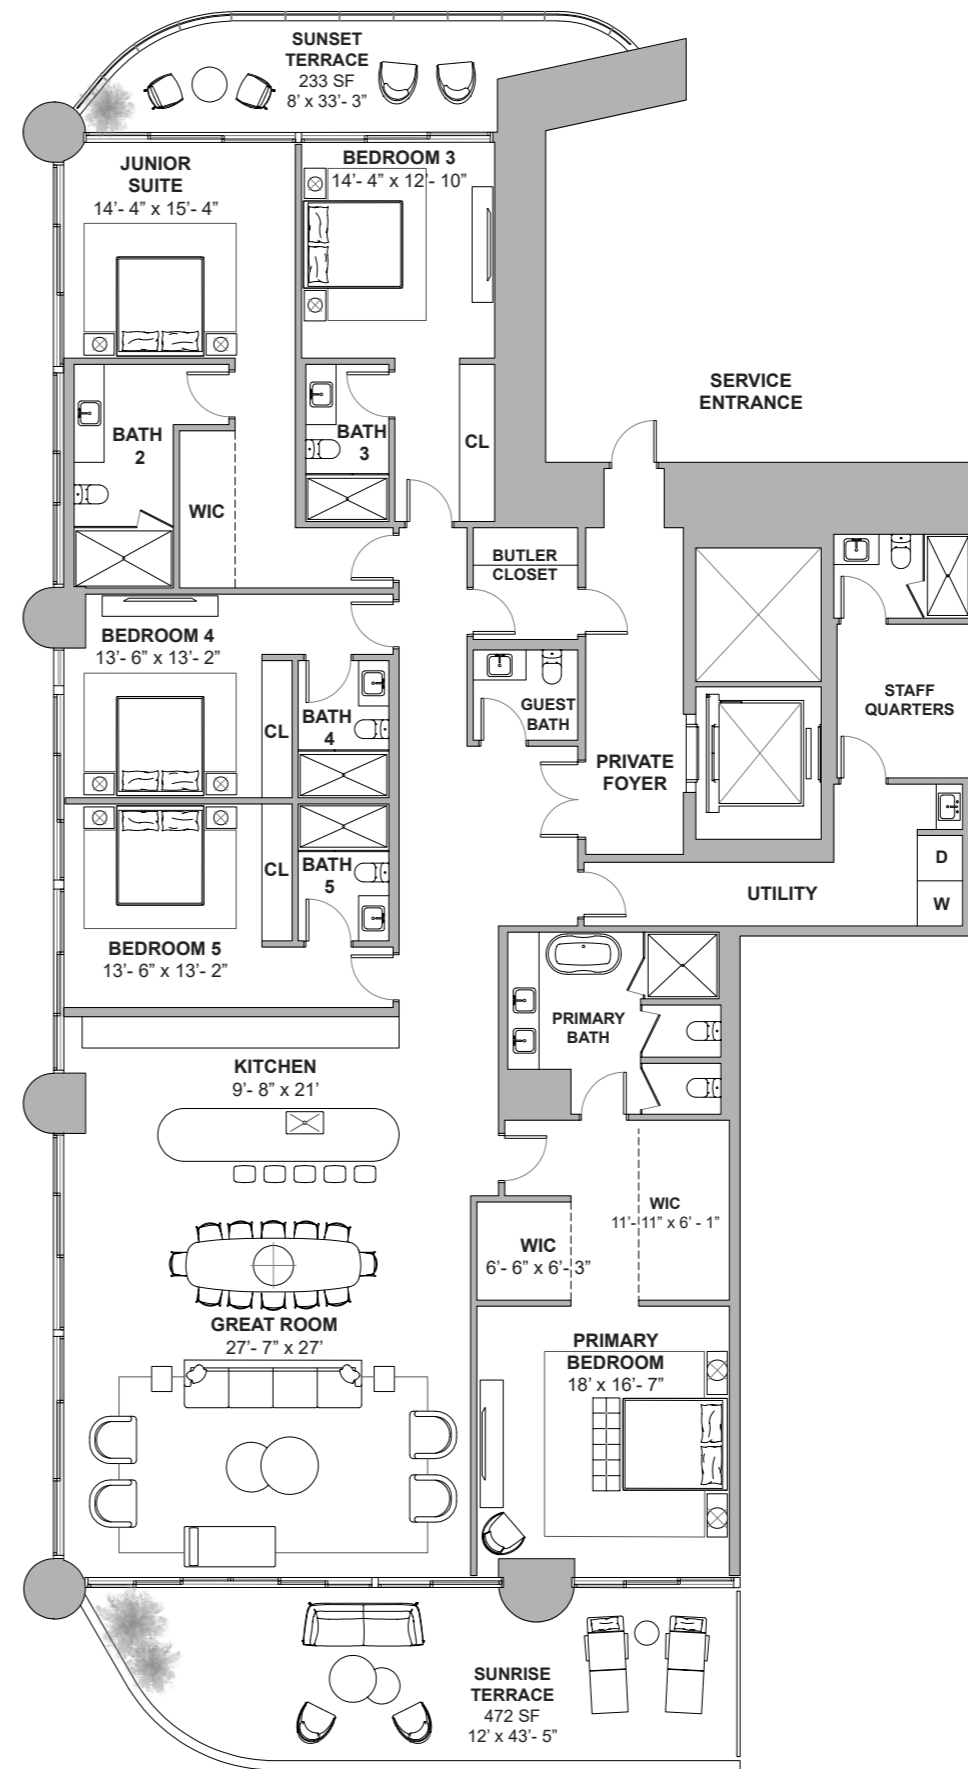 SUNSET
TERRACE
233 SF
8’ x 33’- 3”
JUNIOR
SUITE
14’- 4” x 15’- 4”
BEDROOM 3
14’- 4” x 12’- 10”
SERVICE
ENTRANCE
BATH
2
BATH
3
CL
WIC
BUTLER
CLOSET
BEDROOM 4
13’- 6” x 13’- 2”
CL
BATH
4
GUEST
BATH
STAFF
QUARTERS
PRIVATE
FOYER
CL
BATH
5
D
W
UTILITY
BEDROOM 5
13’- 6” x 13’- 2”
PRIMARY
BATH
KITCHEN
9’- 8” x 21’
WIC
11’- 11” x 6’ - 1”
WIC
6’- 6” x 6’- 3”
GREAT ROOM
27’- 7” x 27’
PRIMARY
BEDROOM
18’ x 16’- 7”
SUNRISE
TERRACE
472 SF
12’ x 43’- 5”